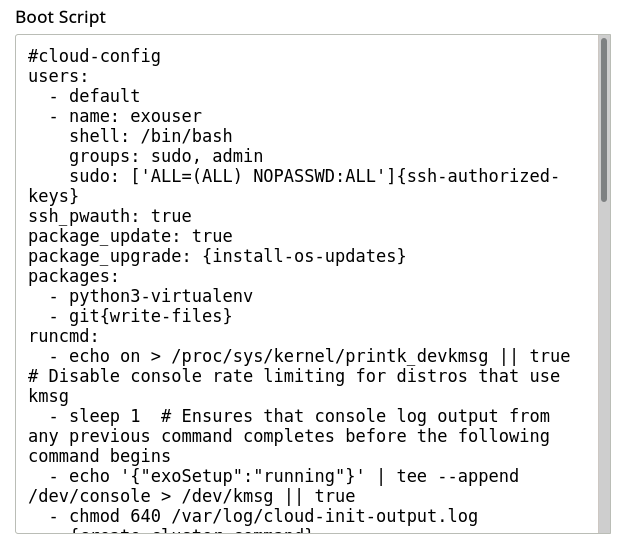 Boot Script
#cloud-config
users:
  - default
  - name: exouser
    shell: /bin/bash
    groups: sudo, admin
    sudo: ['ALL=(ALL) NOPASSWD:ALL']{ssh-authorized-
keys}
ssh_pwauth: true
package_update: true
package_upgrade: {install-os-updates}
packages:
  - python3-virtualenv
  - git{write-files}
runcmd:
  - echo on > /proc/sys/kernel/printk_devkmsg || true
# Disable console rate limiting for distros that use
kmsg
  - sleep 1  # Ensures that console log output from
any previous command completes before the following
command begins
  - echo '{"exoSetup":"running"}' | tee --append
/dev/console > /dev/kmsg || true
  - chmod 640 /var/log/cloud-init-output.log
  - {create-cluster-command}